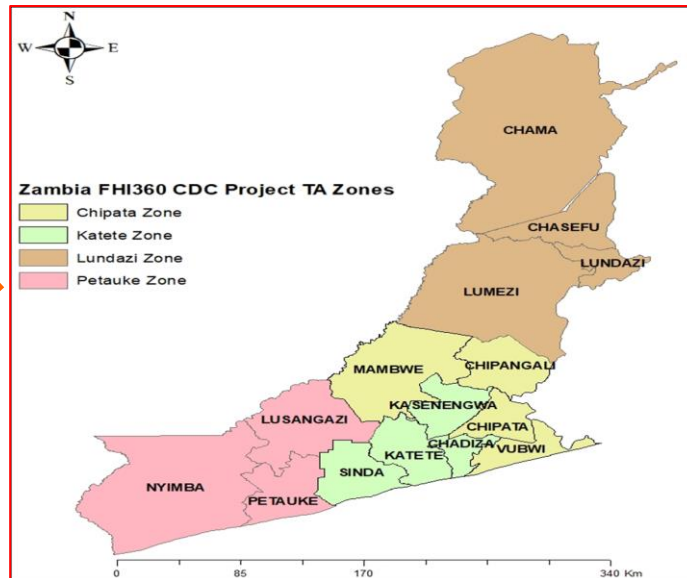 N
W E
S
Zambia FHI360 CDC Project TA Zones
Chipata Zone
Katete Zone
Lundazi Zone
Petauke Zone
CHAMA
CHASEFU
LUNDAZI
LUMEZI
MAMBWE
CHIPANGALI
KASENENGWA
LUSANGAZI
CHIPATA
CHADIZA
VUBWI
KATETE
SINDA
NYIMBA
PETAUKE
0 85 170 340 Km